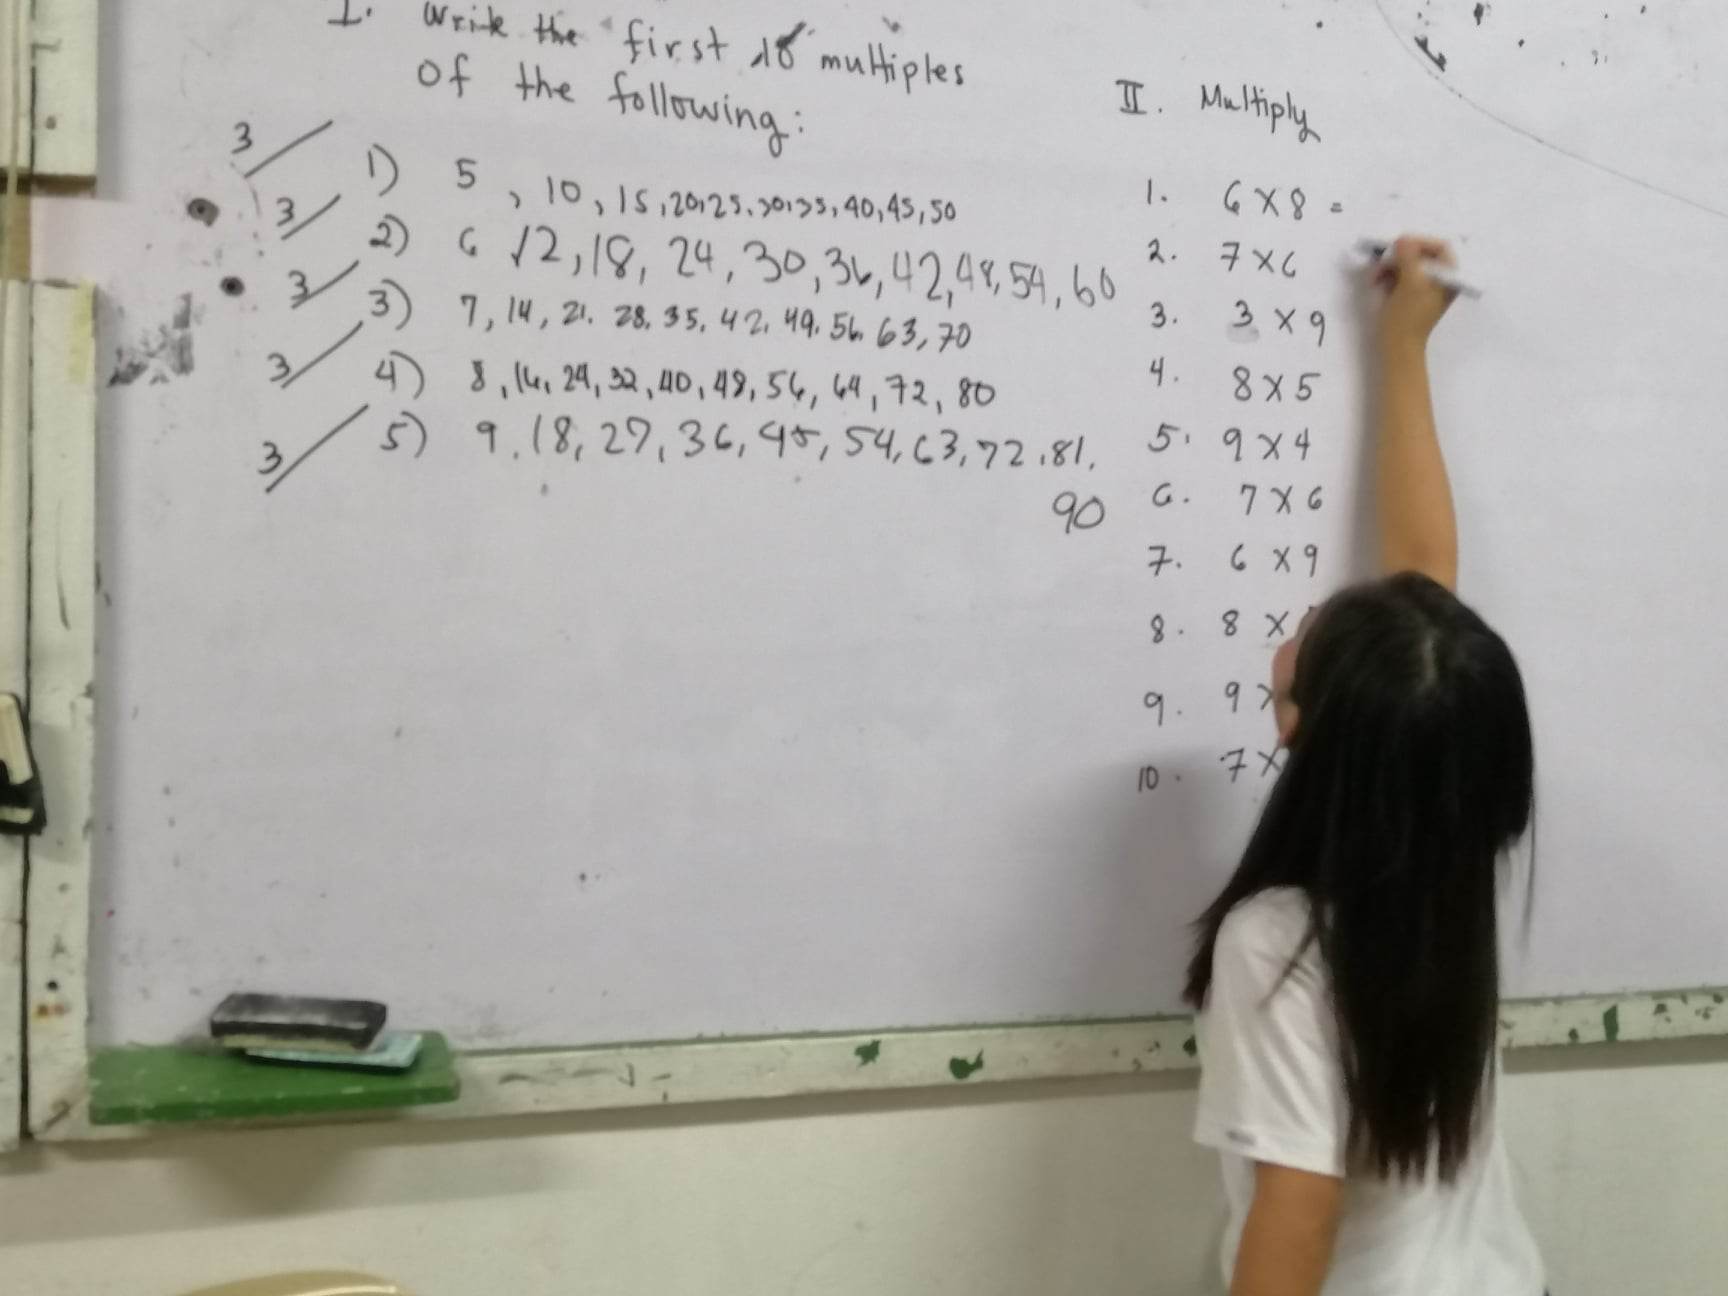 I. Write the first 10 multiples
of the following:
3 1) 5, 10, 15, 20, 25, 30, 35, 40, 45, 50
3 2) 6 12, 18, 24, 30, 36, 42, 48, 54, 60
3 3) 7, 14, 21. 28, 35, 42, 49. 56. 63, 70
3 4) 8, 16, 24, 32, 40, 48, 56, 64, 72, 80
3 5) 9. 18, 27, 36, 45, 54, 63, 72, 81.
90
II. Multiply
1. 6 x 8 =
2. 7 x 6
3. 3 x 9
4. 8 x 5
5. 9 x 4
6. 7 x 6
7. 6 x 9
8. 8 x
9. 9 x
10. 7 x